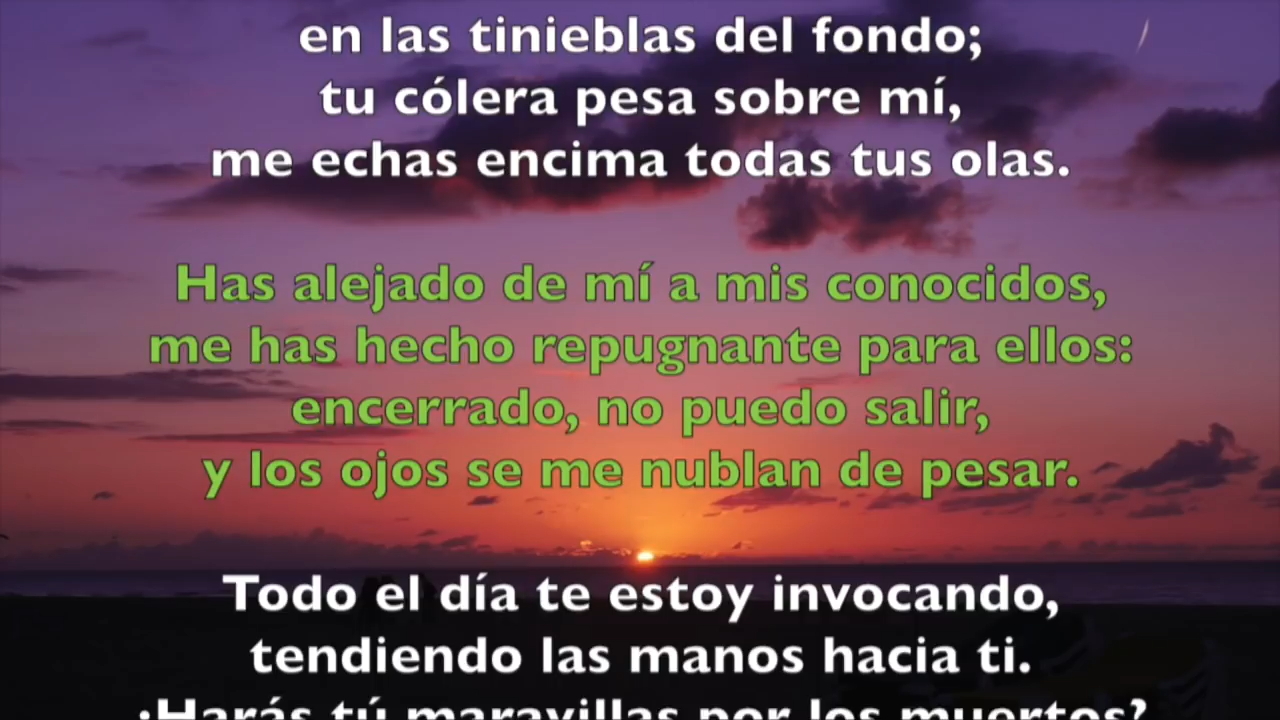 en las tinieblas del fondo;
tu cólera pesa sobre mí,
me echas encima todas tus olas.
Has alejado de mí a mis conocidos,
me has hecho repugnante para ellos:
encerrado, no puedo salir,
y los ojos se me nublan de pesar.
Todo el día te estoy invocando,
tendiendo las manos hacia ti.
¿Harás tú maravillas por los muertos?